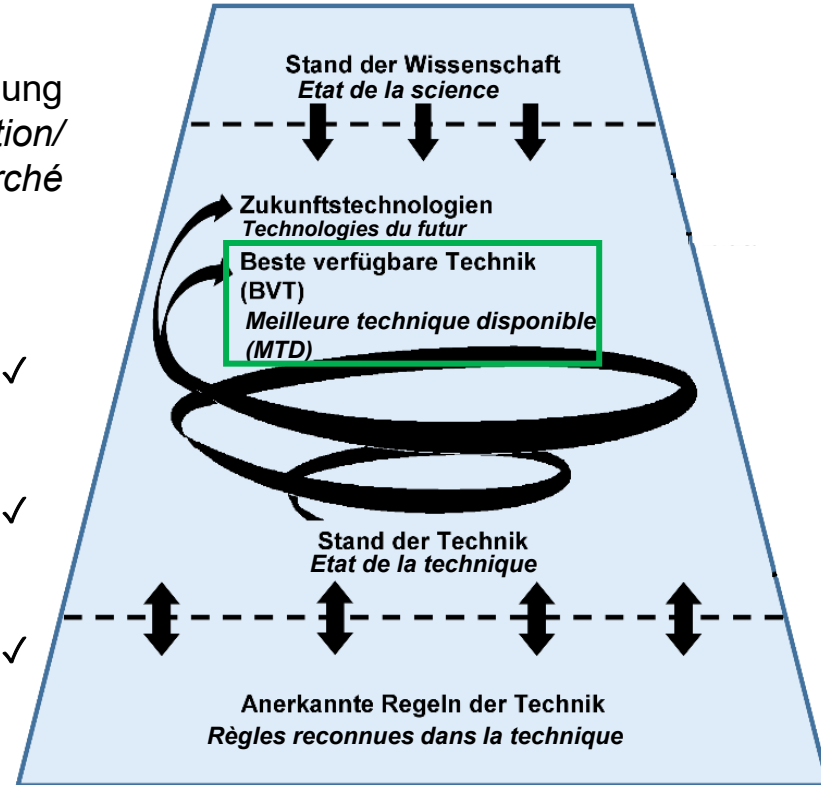 ung
tion/
rché
Stand der Wissenschaft
Etat de la science
Zukunftstechnologien
Technologies du futur
Beste verfügbare Technik
(BVT)
Meilleure technique disponible
(MTD)
✓
✓
Stand der Technik
Etat de la technique
✓
Anerkannte Regeln der Technik
Règles reconnues dans la technique